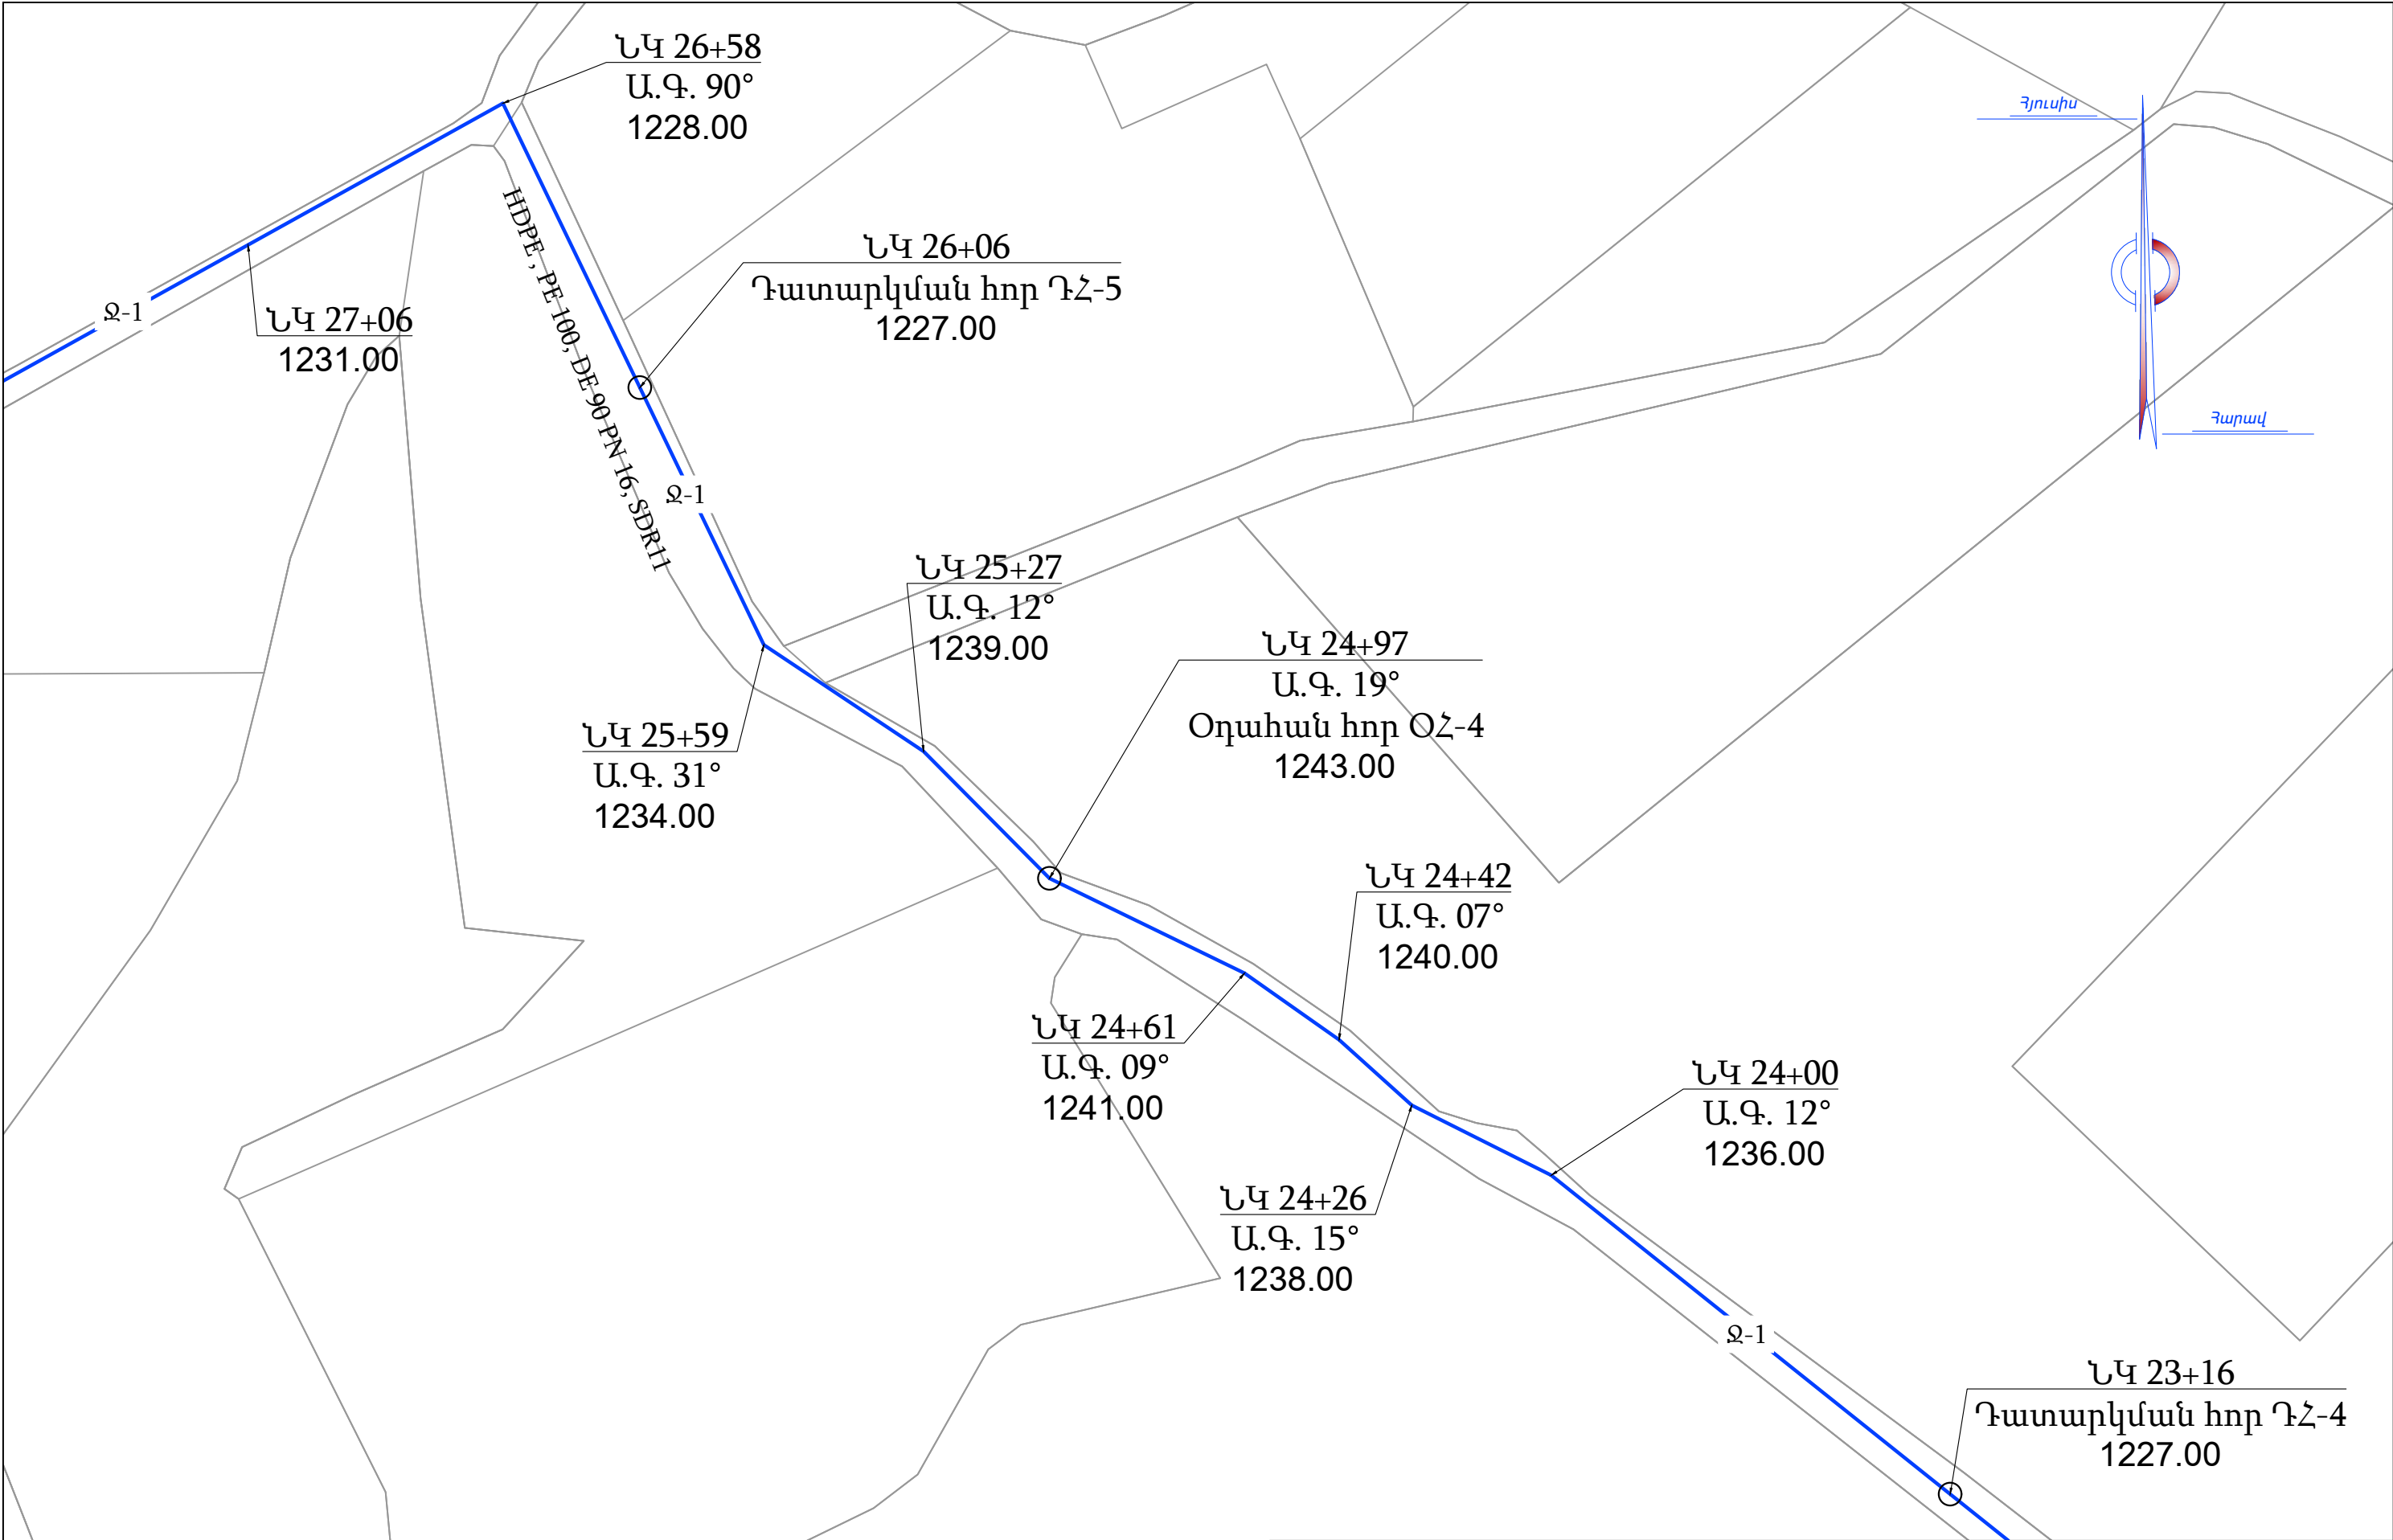 ՆԿ 26+58
Ա.Գ. 90°
1228.00
Հյուսիս
ՆԿ 26+06
Դատարկման հոր ԴՀ-5
1227.00
Ջ-1
ՆԿ 27+06
1231.00
HDPE , PE 100, DE 90 PN 16, SDR11
Հարավ
Ջ-1
ՆԿ 25+27
Ա.Գ. 12°
1239.00
ՆԿ 24+97
Ա.Գ. 19°
Օդահան հոր ՕՀ-4
1243.00
ՆԿ 25+59
Ա.Գ. 31°
1234.00
ՆԿ 24+42
Ա.Գ. 07°
1240.00
ՆԿ 24+61
Ա.Գ. 09°
1241.00
ՆԿ 24+00
Ա.Գ. 12°
1236.00
ՆԿ 24+26
Ա.Գ. 15°
1238.00
Ջ-1
ՆԿ 23+16
Դատարկման հոր ԴՀ-4
1227.00